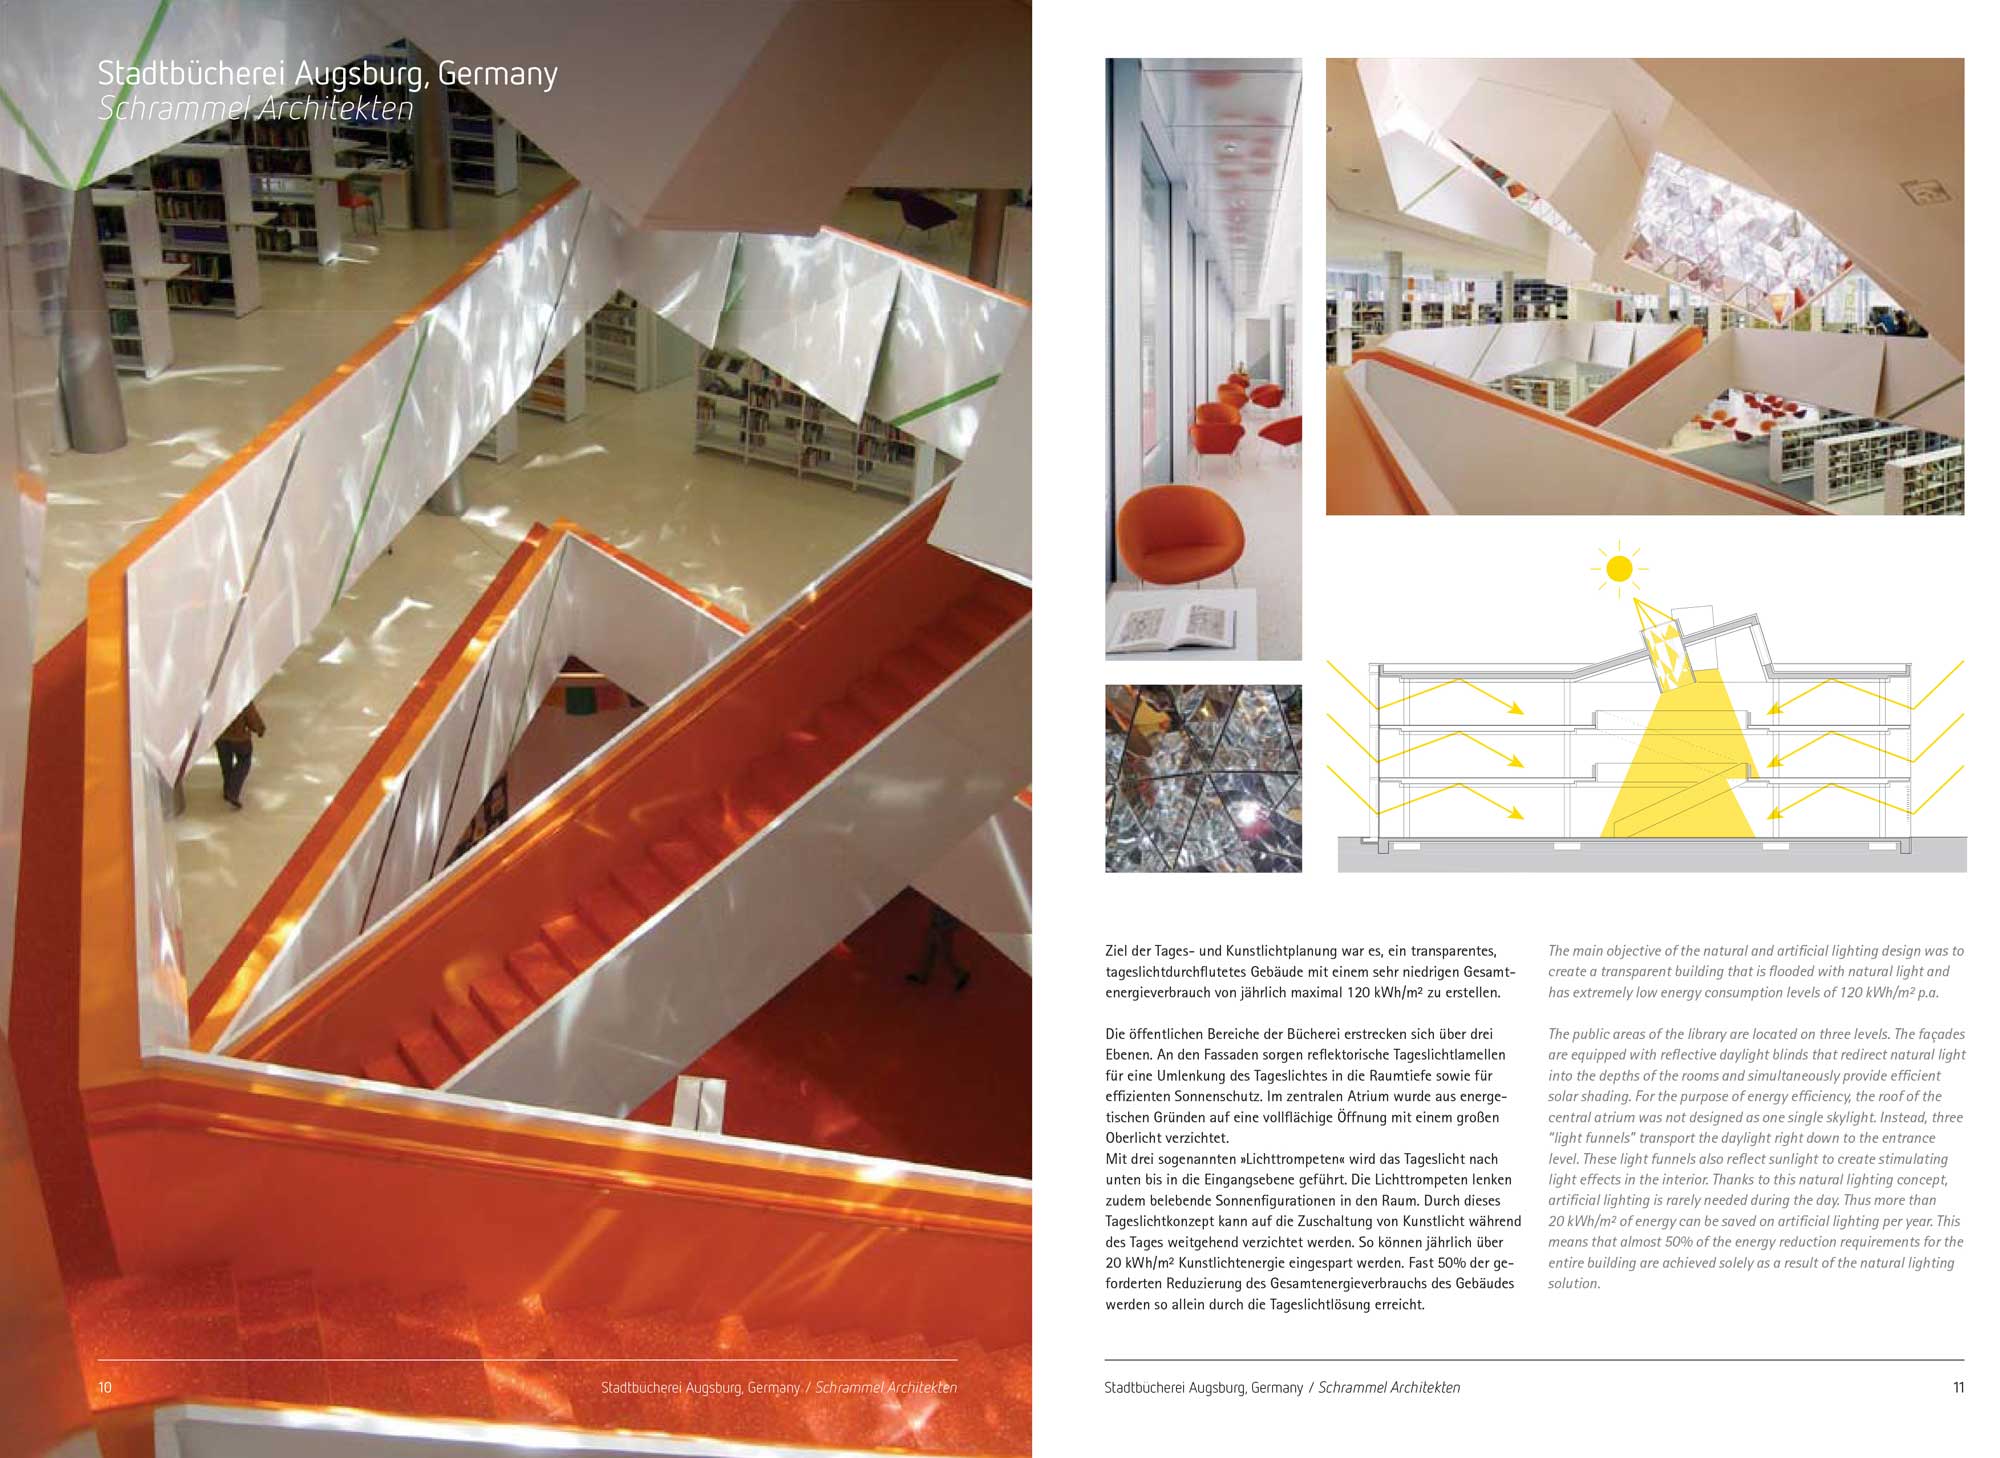 Stadtbücherei Augsburg, Germany
Schrammel Architekten
10
Stadtbücherei Augsburg, Germany / Schrammel Architekten
Ziel der Tages- und Kunstlichtplanung war es, ein transparentes,
tageslichtdurchflutetes Gebäude mit einem sehr niedrigen Gesamt-
energieverbrauch von jährlich maximal 120 kWh/m² zu erstellen.
Die öffentlichen Bereiche der Bücherei erstrecken sich über drei
Ebenen. An den Fassaden sorgen reflektorische Tageslichtlamellen
für eine Umlenkung des Tageslichtes in die Raumtiefe sowie für
effizienten Sonnenschutz. Im zentralen Atrium wurde aus energe-
tischen Gründen auf eine vollflächige Öffnung mit einem großen
Oberlicht verzichtet.
Mit drei sogenannten »Lichttrompeten« wird das Tageslicht nach
unten bis in die Eingangsebene geführt. Die Lichttrompeten lenken
zudem belebende Sonnenfigurationen in den Raum. Durch dieses
Tageslichtkonzept kann auf die Zuschaltung von Kunstlicht während
des Tages weitgehend verzichtet werden. So können jährlich über
20 kWh/m² Kunstlichtenergie eingespart werden. Fast 50% der ge-
forderten Reduzierung des Gesamtenergieverbrauchs des Gebäudes
werden so allein durch die Tageslichtlösung erreicht.
The main objective of the natural and artificial lighting design was to
create a transparent building that is flooded with natural light and
has extremely low energy consumption levels of 120 kWh/m² p.a.
The public areas of the library are located on three levels. The façades
are equipped with reflective daylight blinds that redirect natural light
into the depths of the rooms and simultaneously provide efficient
solar shading. For the purpose of energy efficiency, the roof of the
central atrium was not designed as one single skylight. Instead, three
"light funnels" transport the daylight right down to the entrance
level. These light funnels also reflect sunlight to create stimulating
light effects in the interior. Thanks to this natural lighting concept,
artificial lighting is rarely needed during the day. Thus more than
20 kWh/m² of energy can be saved on artificial lighting per year. This
means that almost 50% of the energy reduction requirements for the
entire building are achieved solely as a result of the natural lighting
solution.
Stadtbücherei Augsburg, Germany / Schrammel Architekten
11